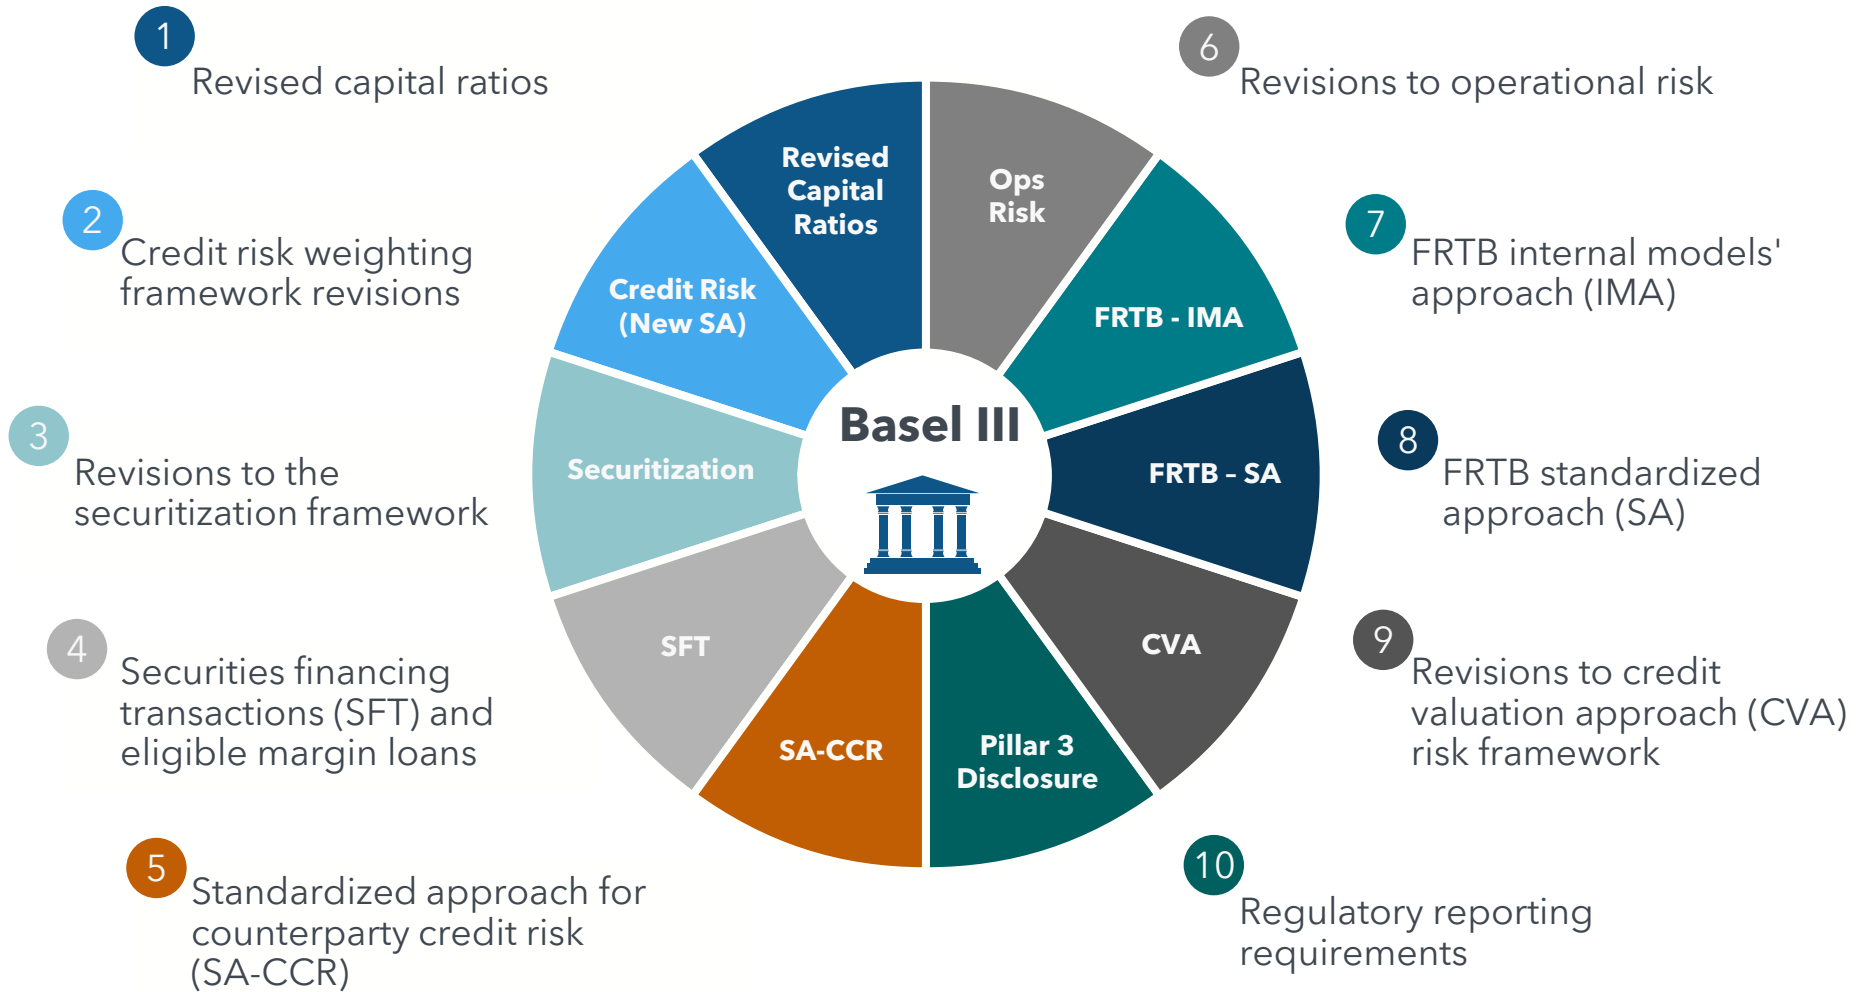 1
Revised capital ratios
2
Credit risk weighting
framework revisions
3
Revisions to the
securitization framework
4
Securities financing
transactions (SFT) and
eligible margin loans
5
Standardized approach for
counterparty credit risk
(SA-CCR)
Revised
Capital
Ratios
Credit Risk
(New SA)
Securitization
SFT
SA-CCR
Basel III
Ops
Risk
FRTB - IMA
FRTB – SA
CVA
Pillar 3
Disclosure
6
Revisions to operational risk
7
FRTB internal models'
approach (IMA)
8
FRTB standardized
approach (SA)
9
Revisions to credit
valuation approach (CVA)
risk framework
10
Regulatory reporting
requirements